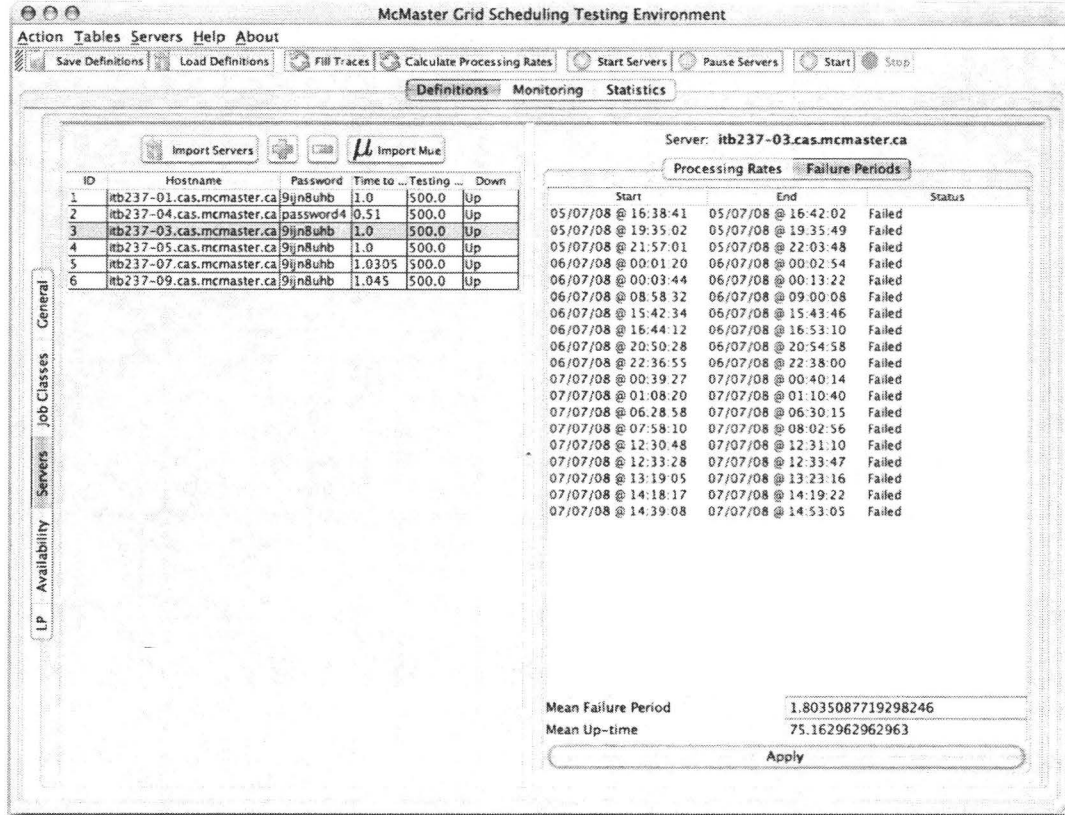 McMaster Grid Scheduling Testing Environment
Action Tables Servers Help About
Save Definitions Load Definitions Fill Traces Calculate Processing Rates Start Servers Pause Servers Start Stop
Definitions Monitoring Statistics
Import Servers μ Import Mue
ID Hostname Password Time to ... Testing ... Down
1 itb237-01.cas.mcmaster.ca 9ijn8uhb 1.0 500.0 Up
2 itb237-04.cas.mcmaster.ca password4 0.51 500.0 Up
3 itb237-03.cas.mcmaster.ca 9ijn8uhb 1.0 500.0 Up
4 itb237-05.cas.mcmaster.ca 9ijn8uhb 1.0 500.0 Up
5 itb237-07.cas.mcmaster.ca 9ijn8uhb 1.0305 500.0 Up
6 itb237-09.cas.mcmaster.ca 9ijn8uhb 1.045 500.0 Up
General
Job Classes
Servers
Availability
LP
Server: itb237-03.cas.mcmaster.ca
Processing Rates Failure Periods
Start End Status
05/07/08 @ 16:38:41 05/07/08 @ 16:42:02 Failed
05/07/08 @ 19:35:02 05/07/08 @ 19:35:49 Failed
05/07/08 @ 21:57:01 05/07/08 @ 22:03:48 Failed
06/07/08 @ 00:01:20 06/07/08 @ 00:02:54 Failed
06/07/08 @ 00:03:44 06/07/08 @ 00:13:22 Failed
06/07/08 @ 08:58:32 06/07/08 @ 09:00:08 Failed
06/07/08 @ 15:42:34 06/07/08 @ 15:43:46 Failed
06/07/08 @ 16:44:12 06/07/08 @ 16:53:10 Failed
06/07/08 @ 20:50:28 06/07/08 @ 20:54:58 Failed
06/07/08 @ 22:36:55 06/07/08 @ 22:38:00 Failed
07/07/08 @ 00:39:27 07/07/08 @ 00:40:14 Failed
07/07/08 @ 01:08:20 07/07/08 @ 01:10:40 Failed
07/07/08 @ 06:28:58 07/07/08 @ 06:30:15 Failed
07/07/08 @ 07:58:10 07/07/08 @ 08:02:56 Failed
07/07/08 @ 12:30:48 07/07/08 @ 12:31:10 Failed
07/07/08 @ 12:33:28 07/07/08 @ 12:33:47 Failed
07/07/08 @ 13:19:05 07/07/08 @ 13:23:16 Failed
07/07/08 @ 14:18:17 07/07/08 @ 14:19:22 Failed
07/07/08 @ 14:39:08 07/07/08 @ 14:53:05 Failed
Mean Failure Period 1.8035087719298246
Mean Up-time 75.162962962963
Apply